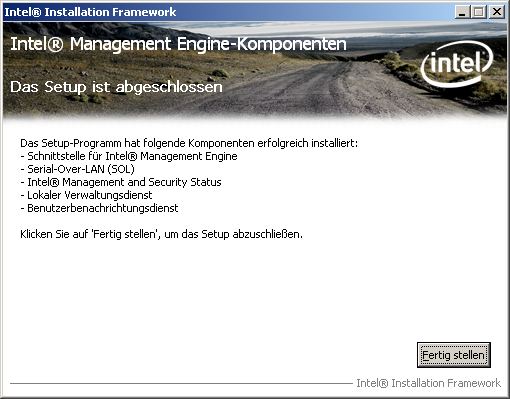 Intel® Installation Framework
Intel® Management Engine-Komponenten
Das Setup ist abgeschlossen
intel
Das Setup-Programm hat folgende Komponenten erfolgreich installiert:
- Schnittstelle für Intel® Management Engine
- Serial-Over-LAN (SOL)
- Intel® Management and Security Status
- Lokaler Verwaltungsdienst
- Benutzerbenachrichtungsdienst
Klicken Sie auf 'Fertig stellen', um das Setup abzuschließen.
Fertig stellen
Intel® Installation Framework